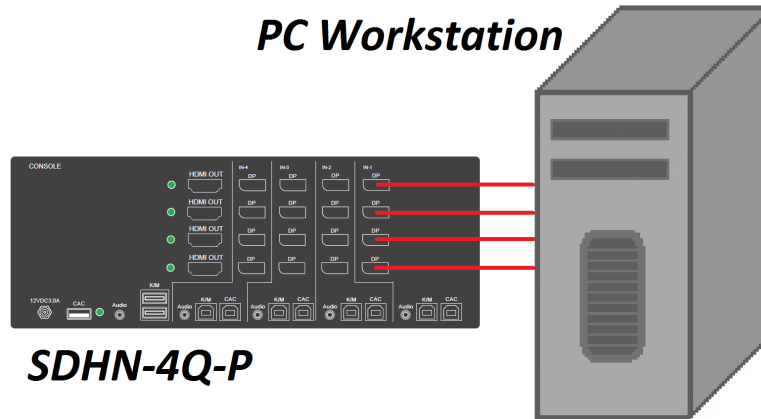 PC Workstation
CONSOLE
IN-4 IN-3 IN-2 IN-1
HDMI OUT DP DP DP DP
HDMI OUT DP DP DP DP
HDMI OUT DP DP DP DP
HDMI OUT DP DP DP DP
12VDC3.0A CAC Audio K/M
Audio K/M CAC Audio K/M CAC Audio K/M CAC Audio K/M CAC
SDHN-4Q-P